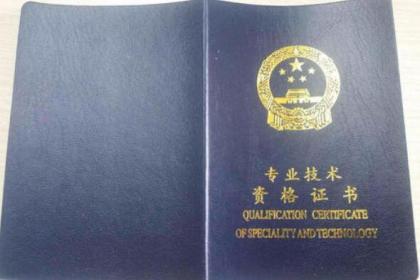 专业技术
资格证书
QUALIFICATION CERTIFICATE
OF SPECIALITY AND TECHNOLOGY